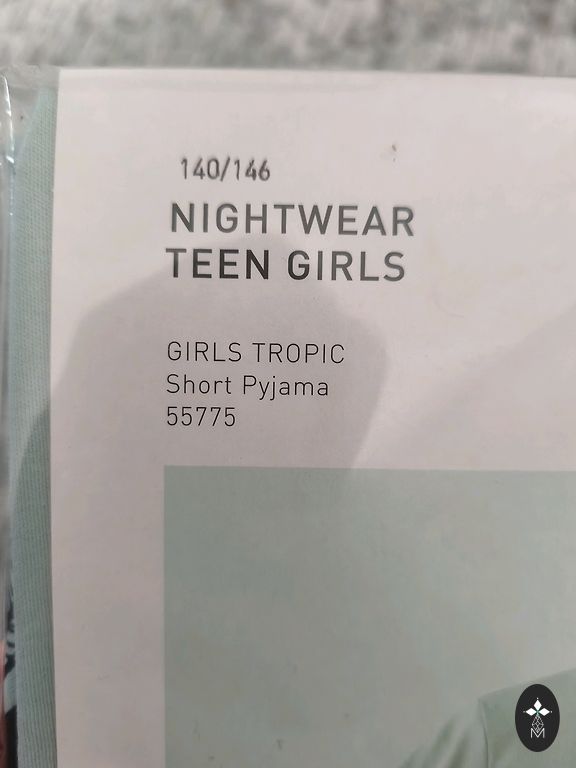 140/146
NIGHTWEAR
TEEN GIRLS
GIRLS TROPIC
Short Pyjama
55775
M